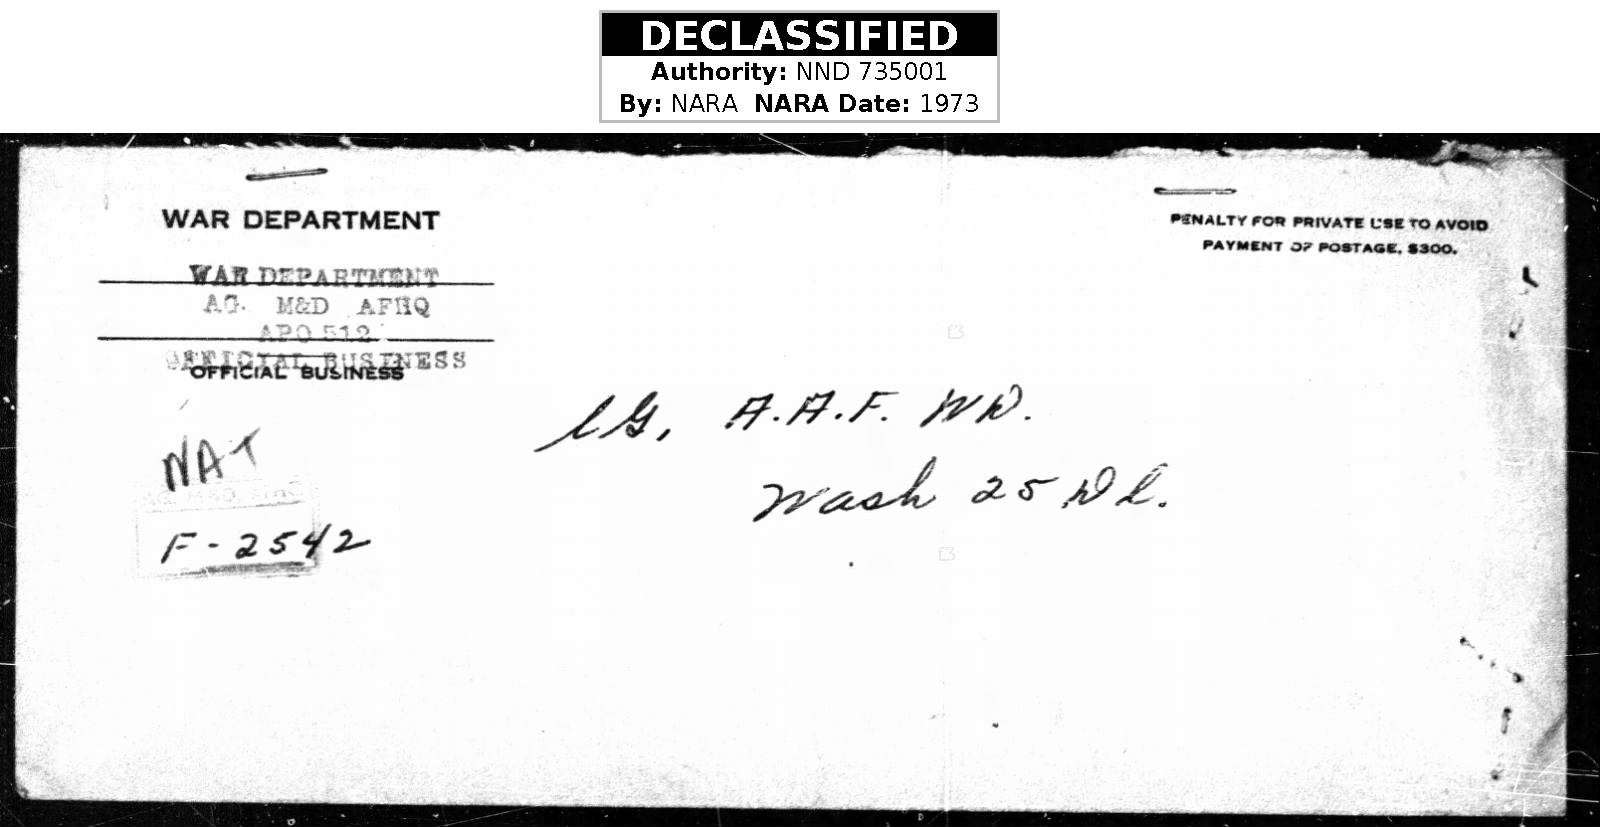 DECLASSIFIED
Authority: NND 735001
By: NARA NARA Date: 1973
WAR DEPARTMENT
PENALTY FOR PRIVATE USE TO AVOID
PAYMENT OF POSTAGE, $300.
WAR DEPARTMENT
AG. M&D AFHQ
APO 512
OFFICIAL BUSINESS
OFFICIAL BUSINESS
CG, A.A.F. WD.
Wash 25 D C.
NAT
AG M&D
F-2542